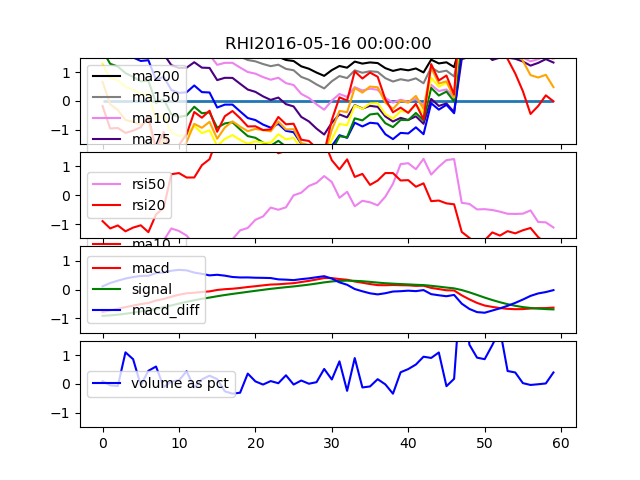 RHI2016-05-16 00:00:00
1
0
−1
ma200
ma150
ma100
ma75
1
0
−1
rsi50
rsi20
ma10
1
0
−1
macd
signal
macd_diff
1
0
−1
volume as pct
0 10 20 30 40 50 60